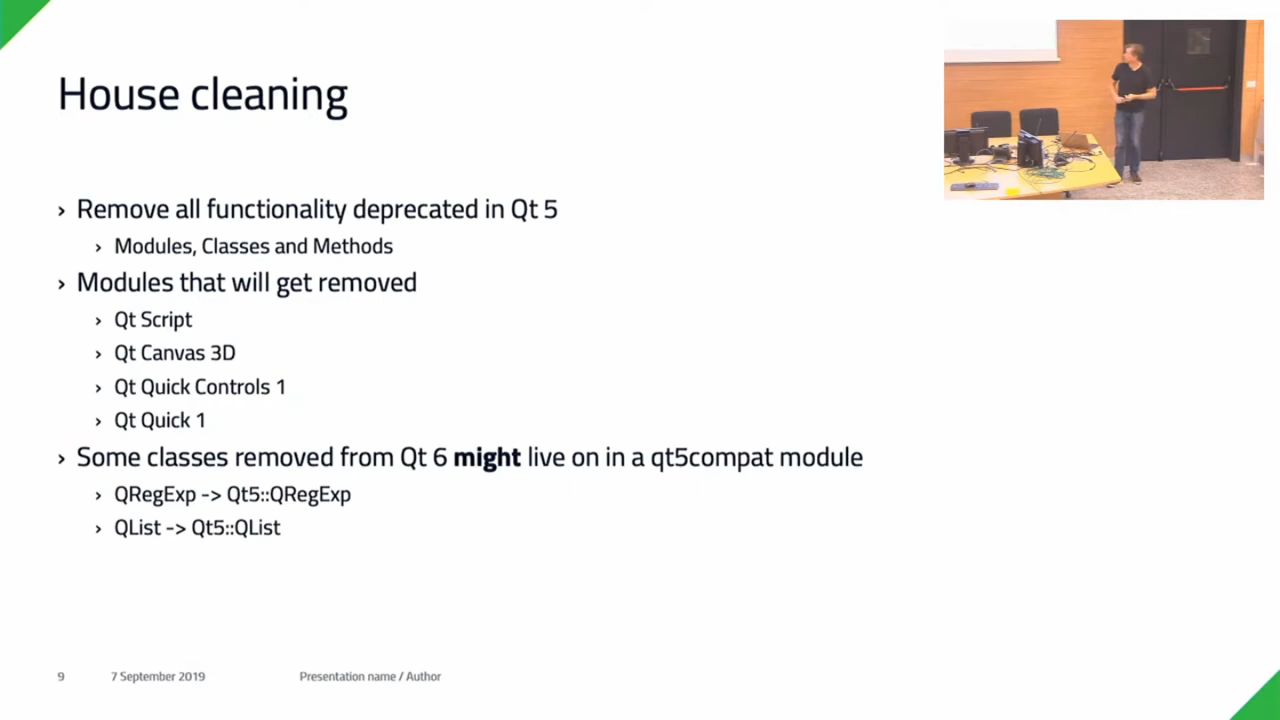 House cleaning
› Remove all functionality deprecated in Qt 5
› Modules, Classes and Methods
› Modules that will get removed
› Qt Script
› Qt Canvas 3D
› Qt Quick Controls 1
› Qt Quick 1
› Some classes removed from Qt 6 might live on in a qt5compat module
› QRegExp -> Qt5::QRegExp
› QList -> Qt5::QList
9 7 September 2019 Presentation name / Author